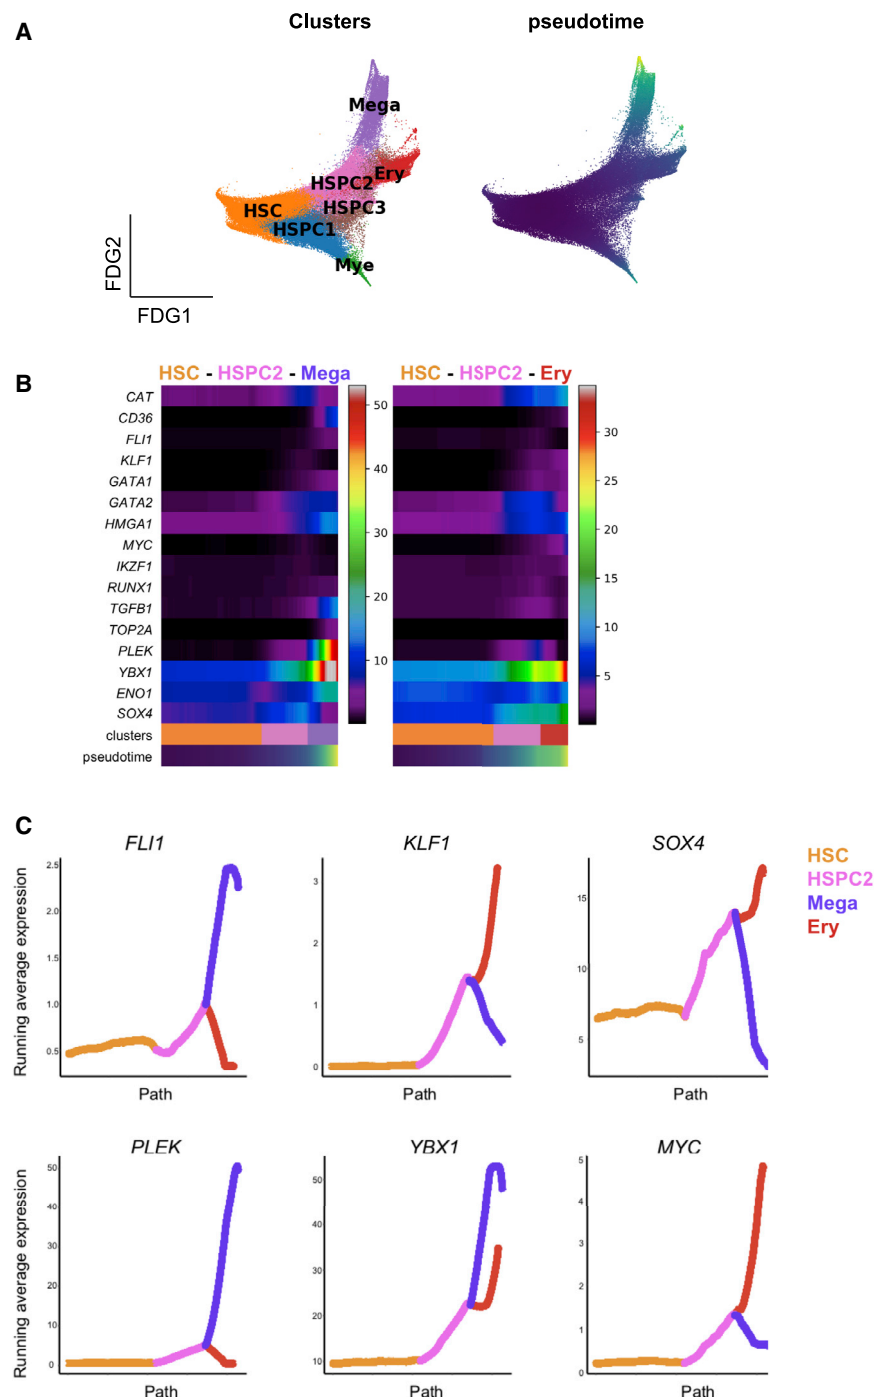 A
Clusters
pseudotime
Mega
Ery
HSPC2
HSPC3
HSC
HSPC1
Mye
FDG2
FDG1
B
HSC - HSPC2 - Mega
HSC - HSPC2 - Ery
CAT
CD36
FLI1
KLF1
GATA1
GATA2
HMGA1
MYC
IKZF1
RUNX1
TGFB1
TOP2A
PLEK
YBX1
ENO1
SOX4
clusters
pseudotime
50
40
30
20
10
30
25
20
15
10
5
0
C
FLI1
Running average expression
2.5
2.0
1.5
1.0
0.5
Path
KLF1
3
2
1
0
Path
SOX4
15
10
5
Path
HSC
HSPC2
Mega
Ery
PLEK
Running average expression
50
40
30
20
10
0
Path
YBX1
50
40
30
20
10
Path
MYC
5
4
3
2
1
0
Path